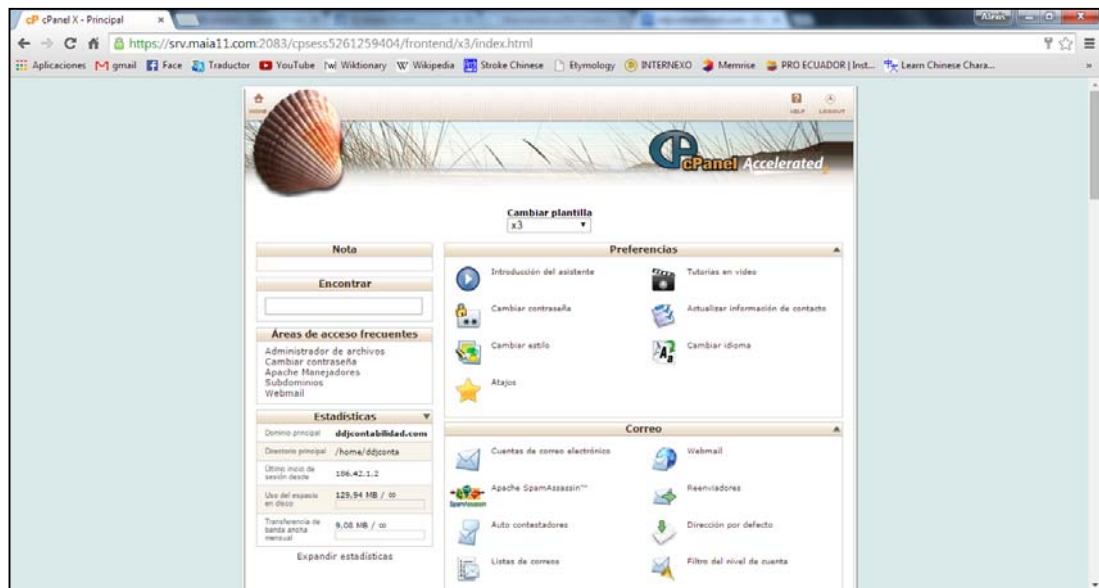 cPanel X - Principal
Alexis
https://srv.maia11.com:2083/cpsess5261259404/frontend/x3/index.html
Aplicaciones gmail Face Traductor YouTube Wiktionary Wikipedia Stroke Chinese Etymology INTERNEXO Memrise PRO ECUADOR | Inst... Learn Chinese Chara... »
HOME HELP LOGOUT
cPanel Accelerated2
Cambiar plantilla
x3
Nota
Encontrar
Áreas de acceso frecuentes
Administrador de archivos
Cambiar contraseña
Apache Manejadores
Subdominios
Webmail
Estadísticas
Dominio principal ddjcontabilidad.com
Directorio principal /home/ddjconta
Último inicio de sesión desde 186.42.1.2
Uso del espacio en disco 129,94 MB / ∞
Transferencia de banda ancha mensual 9,08 MB / ∞
Expandir estadísticas
Preferencias
Introducción del asistente
Tutorías en vídeo
Cambiar contraseña
Actualizar información de contacto
Cambiar estilo
Cambiar idioma
Atajos
Correo
Cuentas de correo electrónico
Webmail
SpamAssassin
Apache SpamAssassin™
Reenviadores
Auto contestadores
Dirección por defecto
Listas de correos
Filtro del nivel de cuenta